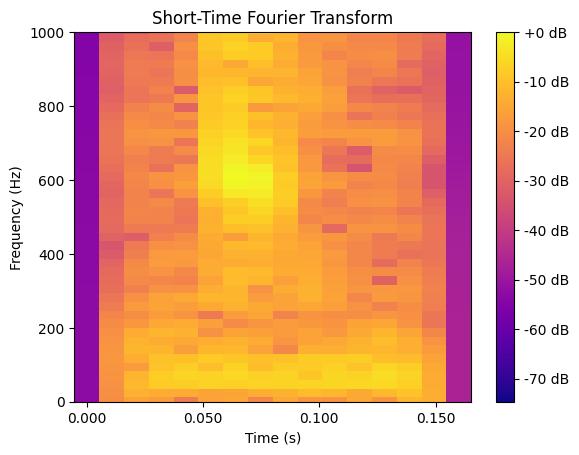 Short-Time Fourier Transform
Frequency (Hz)
1000
800
600
400
200
0
0.000
0.050
0.100
0.150
Time (s)
+0 dB
-10 dB
-20 dB
-30 dB
-40 dB
-50 dB
-60 dB
-70 dB